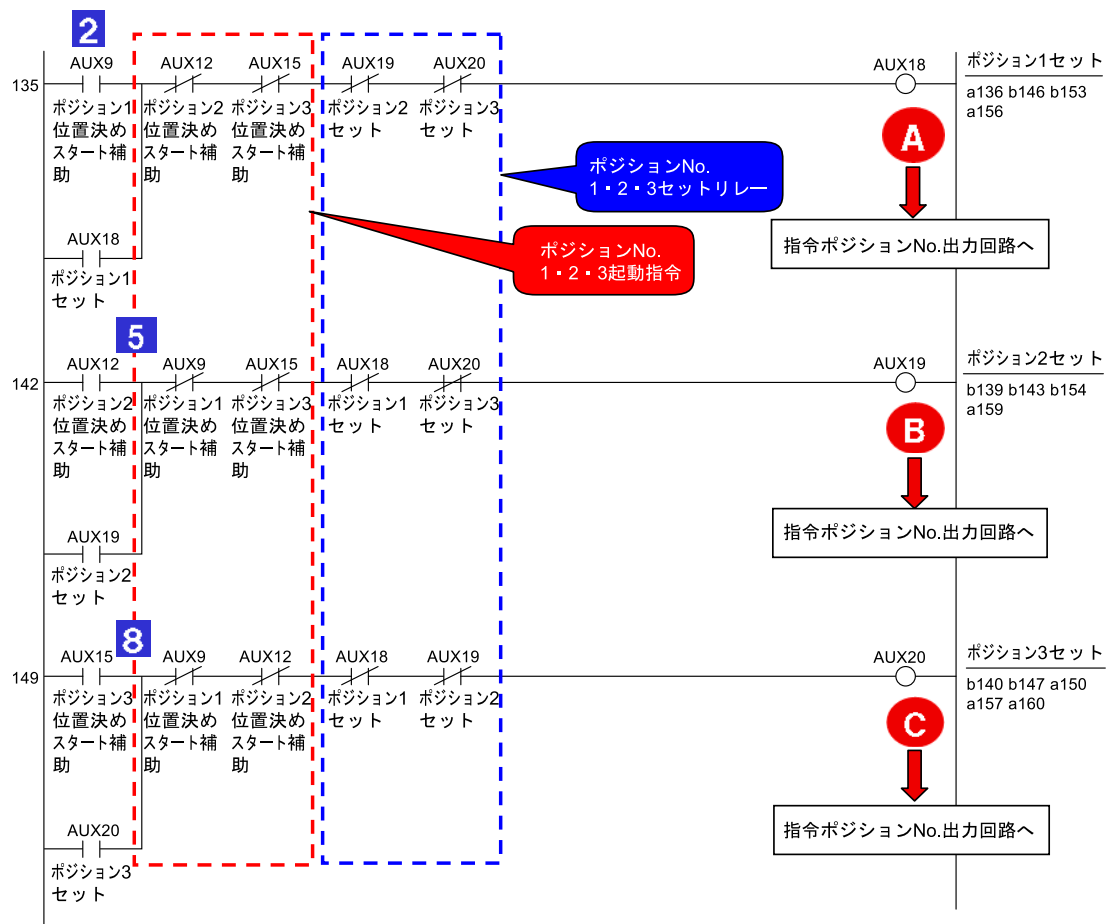 2
AUX9
AUX12
AUX15
AUX19
AUX20
AUX18
ポジション1セット
135
a136 b146 b153
a156
ポジション1
位置決め
スタート補
助
ポジション2
位置決め
スタート補
助
ポジション3
位置決め
スタート補
助
ポジション2
セット
ポジション3
セット
A
ポジションNo.
1・2・3セットリレー
指令ポジションNo.出力回路へ
AUX18
ポジション1
セット
ポジションNo.
1・2・3起動指令
5
AUX12
AUX9
AUX15
AUX18
AUX20
AUX19
ポジション2セット
142
b139 b143 b154
a159
ポジション2
位置決め
スタート補
助
ポジション1
位置決め
スタート補
助
ポジション3
位置決め
スタート補
助
ポジション1
セット
ポジション3
セット
B
指令ポジションNo.出力回路へ
AUX19
ポジション2
セット
8
AUX15
AUX9
AUX12
AUX18
AUX19
AUX20
ポジション3セット
149
b140 b147 a150
a157 a160
ポジション3
位置決め
スタート補
助
ポジション1
位置決め
スタート補
助
ポジション2
位置決め
スタート補
助
ポジション1
セット
ポジション2
セット
C
指令ポジションNo.出力回路へ
AUX20
ポジション3
セット